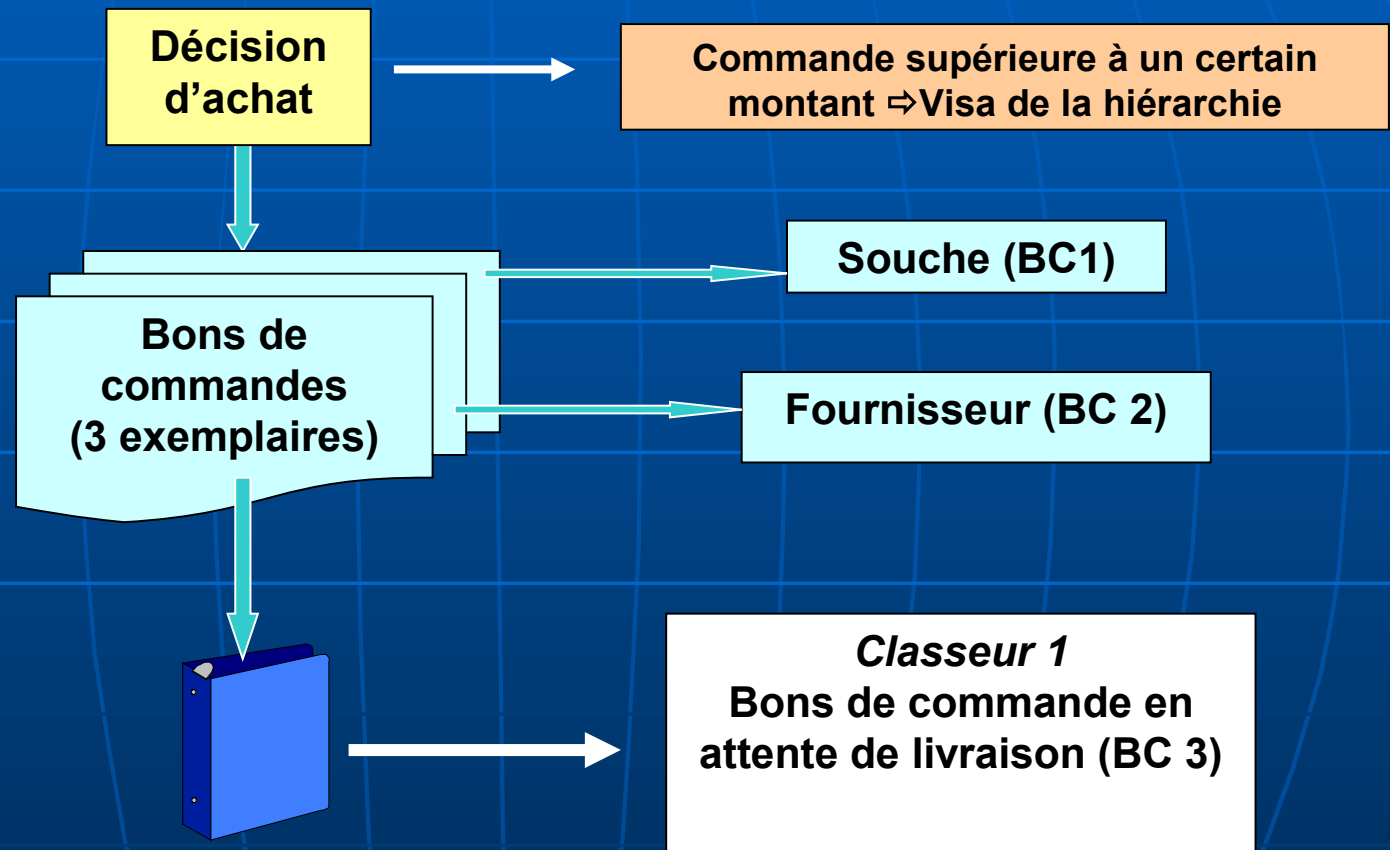 Décision
d’achat
Commande supérieure à un certain
montant ⇨Visa de la hiérarchie
Souche (BC1)
Bons de
commandes
(3 exemplaires)
Fournisseur (BC 2)
Classeur 1
Bons de commande en
attente de livraison (BC 3)